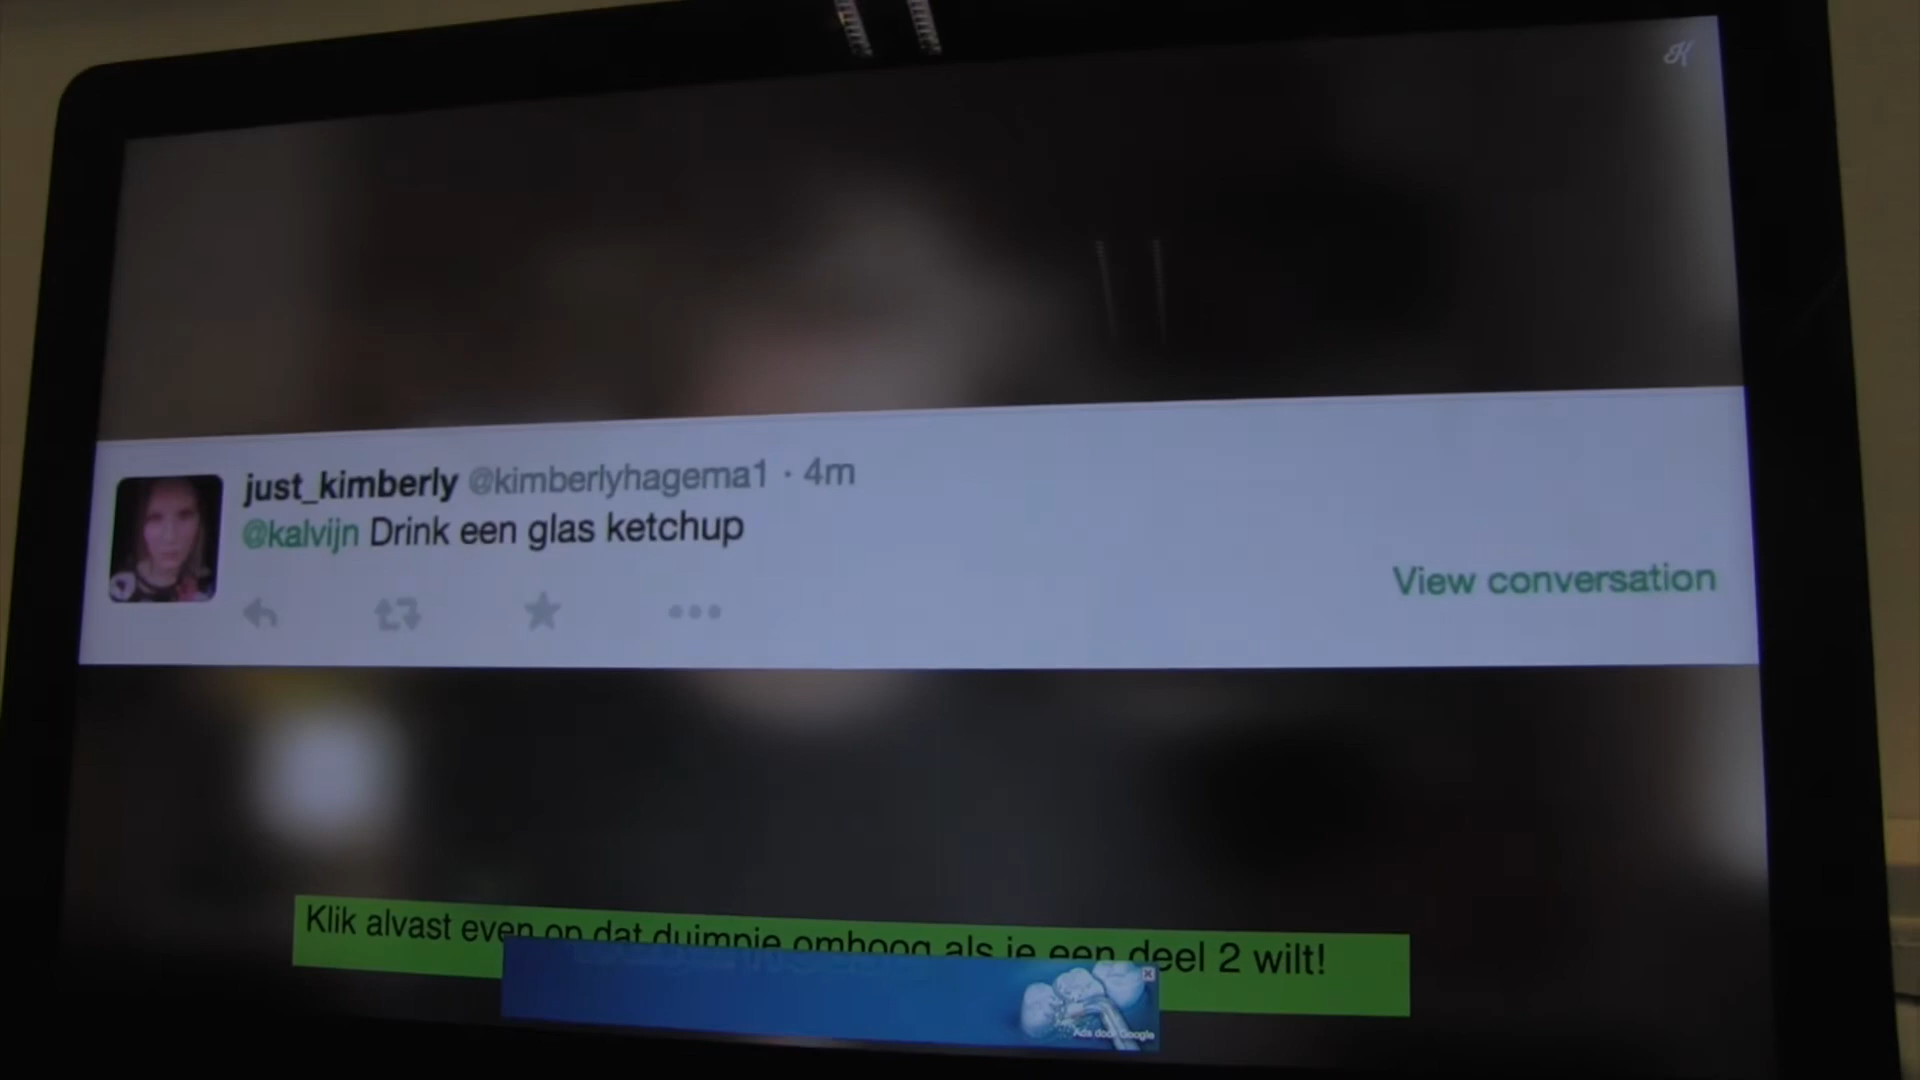 just_kimberly @kimberlyhagema1 · 4m
@kalvijn Drink een glas ketchup
View conversation
Klik alvast even op dat duimpje omhoog als je een deel 2 wilt!
Ads door Google